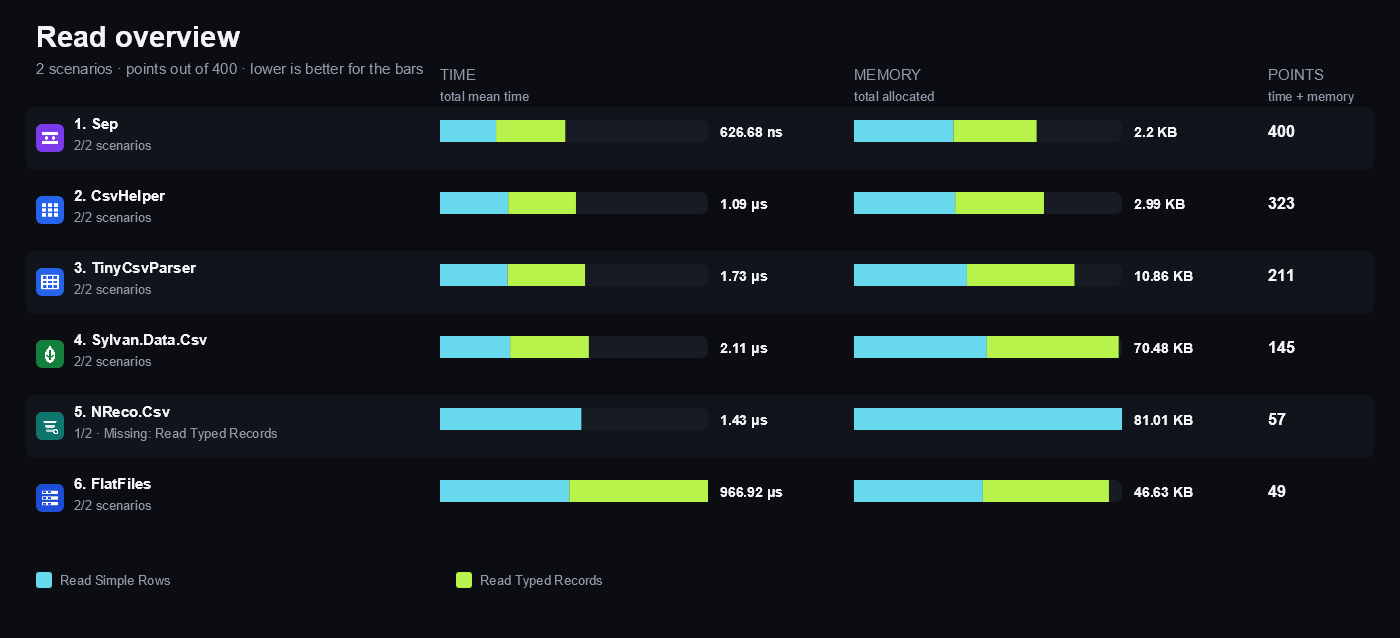 Read overview
2 scenarios · points out of 400 · lower is better for the bars
TIME
total mean time
MEMORY
total allocated
POINTS
time + memory
1. Sep
2/2 scenarios
626.68 ns
2.2 KB
400
2. CsvHelper
2/2 scenarios
1.09 μs
2.99 KB
323
3. TinyCsvParser
2/2 scenarios
1.73 μs
10.86 KB
211
4. Sylvan.Data.Csv
2/2 scenarios
2.11 μs
70.48 KB
145
5. NReco.Csv
1/2 · Missing: Read Typed Records
1.43 μs
81.01 KB
57
6. FlatFiles
2/2 scenarios
966.92 μs
46.63 KB
49
Read Simple Rows
Read Typed Records